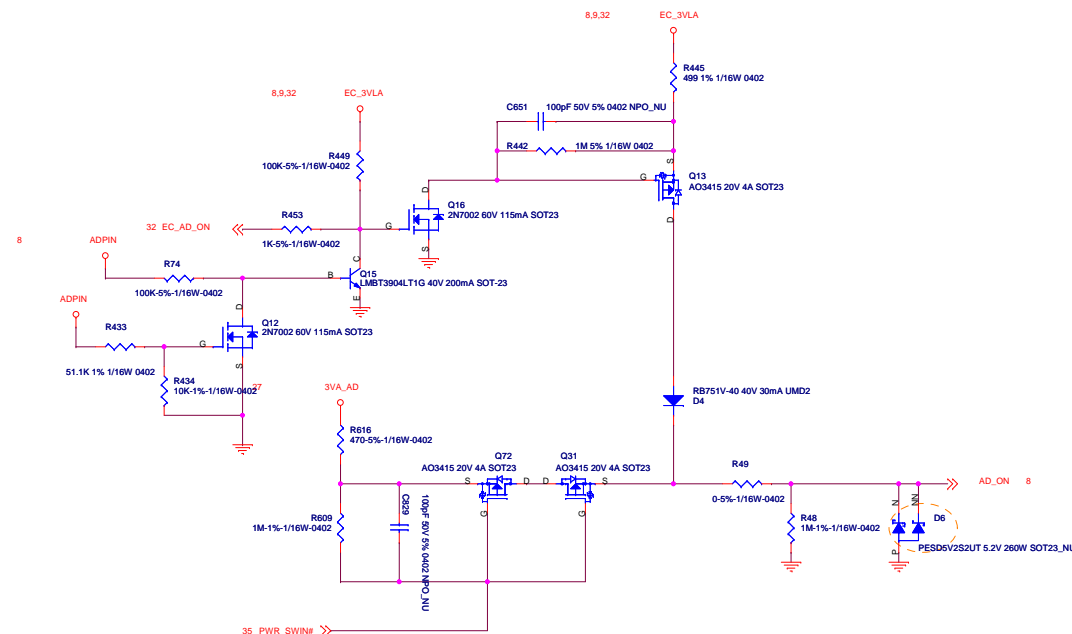 8,9,32 EC_3VLA
R445
499 1% 1/16W 0402
8,9,32 EC_3VLA
C651 100pF 50V 5% 0402 NPO_NU
R442 1M 5% 1/16W 0402
R449
100K-5%-1/16W-0402
S
G Q13
AO3415 20V 4A SOT23
D
D
Q16
2N7002 60V 115mA SOT23
G
S
R453
32 EC_AD_ON
1K-5%-1/16W-0402
8 ADPIN
R74
100K-5%-1/16W-0402
C
B Q15
LMBT3904LT1G 40V 200mA SOT-23
E
ADPIN
R433
51.1K 1% 1/16W 0402
D
Q12
2N7002 60V 115mA SOT23
G
S
R434
10K-1%-1/16W-0402
37
3VA_AD
RB751V-40 40V 30mA UMD2
D4
R616
470-5%-1/16W-0402
Q72
AO3415 20V 4A SOT23
S D
G
Q31
AO3415 20V 4A SOT23
D S
G
R49
0-5%-1/16W-0402
AD_ON 8
R609
1M-1%-1/16W-0402
C829
100pF 50V 5% 0402 NPO_NU
R48
1M-1%-1/16W-0402
N
NN
P
D6
PESD5V2S2UT 5.2V 260W SOT23_NU
35 PWR_SWIN#